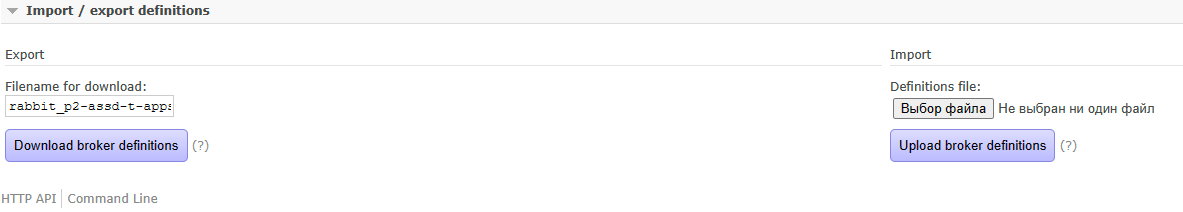 Import / export definitions
Export
Filename for download:
rabbit_p2-assd-t-apps
Download broker definitions (?)
Import
Definitions file:
Выбор файла Не выбран ни один файл
Upload broker definitions (?)
HTTP API Command Line